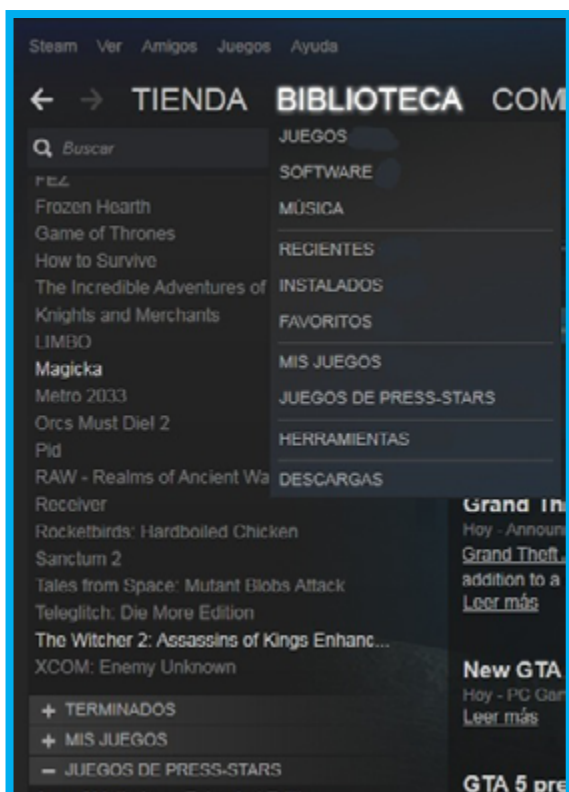 Steam Ver Amigos Juegos Ayuda
← → TIENDA BIBLIOTECA COM
Buscar
FEZ
Frozen Hearth
Game of Thrones
How to Survive
The Incredible Adventures of
Knights and Merchants
LIMBO
Magicka
Metro 2033
Orcs Must Die! 2
Pid
RAW - Realms of Ancient Wa
Receiver
Rocketbirds: Hardboiled Chicken
Sanctum 2
Tales from Space: Mutant Blobs Attack
Teleglitch: Die More Edition
The Witcher 2: Assassins of Kings Enhanc...
XCOM: Enemy Unknown
+ TERMINADOS
+ MIS JUEGOS
− JUEGOS DE PRESS-STARS
JUEGOS
SOFTWARE
MÚSICA
RECIENTES
INSTALADOS
FAVORITOS
MIS JUEGOS
JUEGOS DE PRESS-STARS
HERRAMIENTAS
DESCARGAS
Grand Th
Hoy - Announ
Grand Theft
addition to a
Leer más
New GTA
Hoy - PC Gar
Leer más
GTA 5 pre